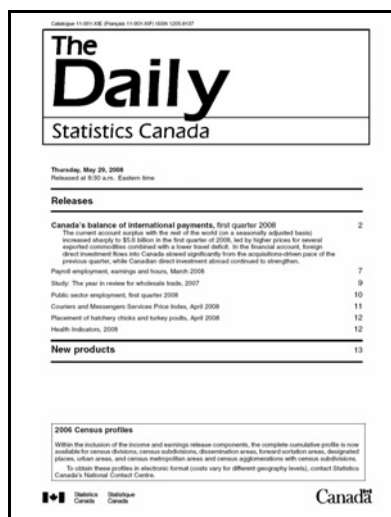 Catalogue 11-001-XIE (Français 11-001-XIF) ISSN 1205-9137
The
Daily
Statistics Canada
Thursday, May 29, 2008
Released at 8:30 a.m. Eastern time
Releases
Canada's balance of international payments, first quarter 2008 2
The current account surplus with the rest of the world (on a seasonally adjusted basis)
increased sharply to $5.6 billion in the first quarter of 2008, led by higher prices for several
exported commodities combined with a lower travel deficit. In the financial account, foreign
direct investment flows into Canada slowed significantly from the acquisitions-driven pace of the
previous quarter, while Canadian direct investment abroad continued to strengthen.
Payroll employment, earnings and hours, March 2008 7
Study: The year in review for wholesale trade, 2007 9
Public sector employment, first quarter 2008 10
Couriers and Messengers Services Price Index, April 2008 11
Placement of hatchery chicks and turkey poults, April 2008 12
Health Indicators, 2008 12
New products 13
2006 Census profiles
Within the inclusion of the income and earnings release components, the complete cumulative profile is now
available for census divisions, census subdivisions, dissemination areas, forward sortation areas, designated
places, urban areas, and census metropolitan areas and census agglomerations with census subdivisions.
To obtain these profiles in electronic format (costs vary for different geography levels), contact Statistics
Canada's National Contact Centre.
Statistics Statistique
Canada Canada
Canada